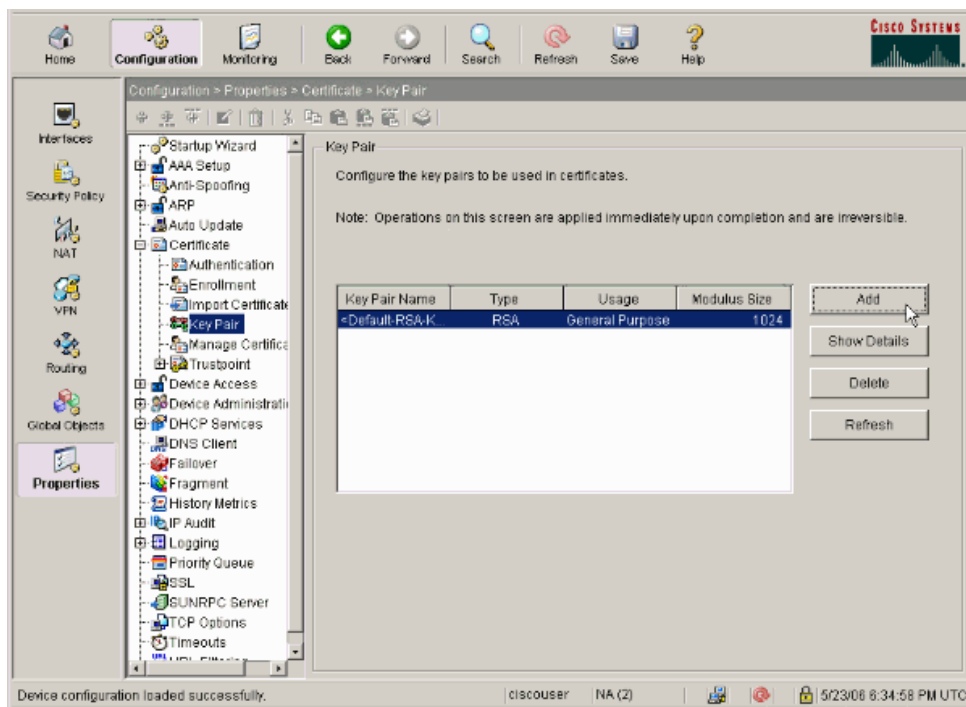 Home
Configuration
Monitoring
Back
Forward
Search
Refresh
Save
Help
CISCO SYSTEMS
Configuration > Properties > Certificate > Key Pair
Interfaces
Security Policy
NAT
VPN
Routing
Global Objects
Properties
Startup Wizard
AAA Setup
Anti-Spoofing
ARP
Auto Update
Certificate
Authentication
Enrollment
Import Certificate
Key Pair
Manage Certifica
Trustpoint
Device Access
Device Administrati
DHCP Services
DNS Client
Failover
Fragment
History Metrics
IP Audit
Logging
Priority Queue
SSL
SUNRPC Server
TCP Options
Timeouts
Key Pair
Configure the key pairs to be used in certificates.
Note: Operations on this screen are applied immediately upon completion and are irreversible.
Key Pair Name Type Usage Modulus Size
<Default-RSA-K... RSA General Purpose 1024
Add
Show Details
Delete
Refresh
Device configuration loaded successfully.
ciscouser
NA (2)
5/23/06 6:34:58 PM UTC